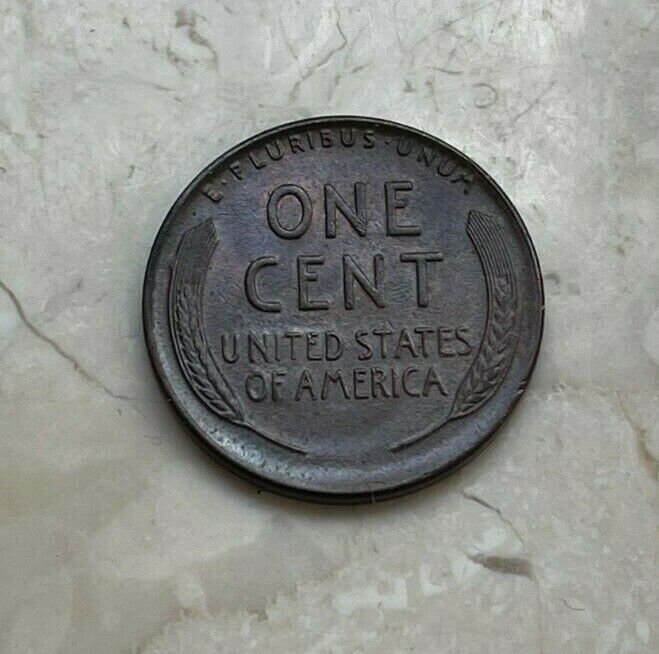 E · PLURIBUS · UNUM
ONE
CENT
UNITED STATES
OF AMERICA